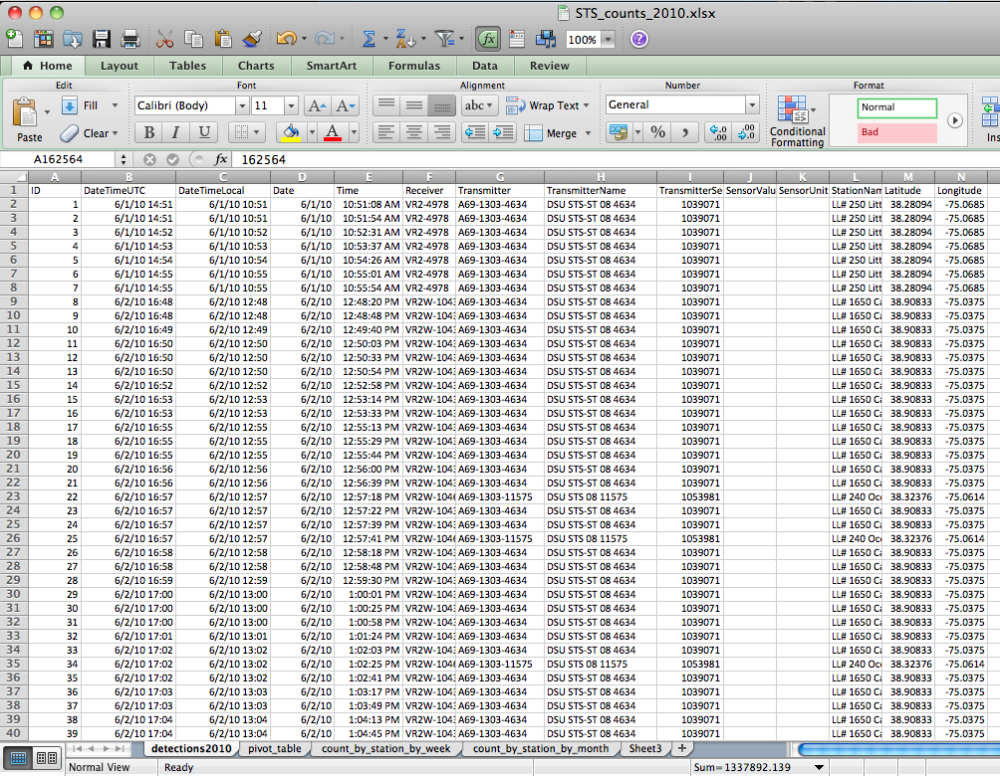 STS_counts_2010.xlsx
100%
Home Layout Tables Charts SmartArt Formulas Data Review
Edit Font Alignment Number Format
Paste Fill Calibri (Body) 11 A A abc Wrap Text General Normal
Clear B I U A Merge % Conditional Formatting Bad Ins
A162564 fx 162564
A B C D E F G H I J K L M N
1 ID DateTimeUTC DateTimeLocal Date Time Receiver Transmitter TransmitterName TransmitterSe SensorValu SensorUnit StationNam Latitude Longitude
2 1 6/1/10 14:51 6/1/10 10:51 6/1/10 10:51:08 AM VR2-4978 A69-1303-4634 DSU STS-ST 08 4634 1039071 LL# 250 Litt 38.28094 -75.0685
3 2 6/1/10 14:51 6/1/10 10:51 6/1/10 10:51:54 AM VR2-4978 A69-1303-4634 DSU STS-ST 08 4634 1039071 LL# 250 Litt 38.28094 -75.0685
4 3 6/1/10 14:52 6/1/10 10:52 6/1/10 10:52:31 AM VR2-4978 A69-1303-4634 DSU STS-ST 08 4634 1039071 LL# 250 Litt 38.28094 -75.0685
5 4 6/1/10 14:53 6/1/10 10:53 6/1/10 10:53:37 AM VR2-4978 A69-1303-4634 DSU STS-ST 08 4634 1039071 LL# 250 Litt 38.28094 -75.0685
6 5 6/1/10 14:54 6/1/10 10:54 6/1/10 10:54:26 AM VR2-4978 A69-1303-4634 DSU STS-ST 08 4634 1039071 LL# 250 Litt 38.28094 -75.0685
7 6 6/1/10 14:55 6/1/10 10:55 6/1/10 10:55:01 AM VR2-4978 A69-1303-4634 DSU STS-ST 08 4634 1039071 LL# 250 Litt 38.28094 -75.0685
8 7 6/1/10 14:55 6/1/10 10:55 6/1/10 10:55:54 AM VR2-4978 A69-1303-4634 DSU STS-ST 08 4634 1039071 LL# 250 Litt 38.28094 -75.0685
9 8 6/2/10 16:48 6/2/10 12:48 6/2/10 12:48:20 PM VR2W-1043 A69-1303-4634 DSU STS-ST 08 4634 1039071 LL# 1650 Ca 38.90833 -75.0375
10 9 6/2/10 16:48 6/2/10 12:48 6/2/10 12:48:48 PM VR2W-1043 A69-1303-4634 DSU STS-ST 08 4634 1039071 LL# 1650 Ca 38.90833 -75.0375
11 10 6/2/10 16:49 6/2/10 12:49 6/2/10 12:49:40 PM VR2W-1043 A69-1303-4634 DSU STS-ST 08 4634 1039071 LL# 1650 Ca 38.90833 -75.0375
12 11 6/2/10 16:50 6/2/10 12:50 6/2/10 12:50:03 PM VR2W-1043 A69-1303-4634 DSU STS-ST 08 4634 1039071 LL# 1650 Ca 38.90833 -75.0375
13 12 6/2/10 16:50 6/2/10 12:50 6/2/10 12:50:33 PM VR2W-1043 A69-1303-4634 DSU STS-ST 08 4634 1039071 LL# 1650 Ca 38.90833 -75.0375
14 13 6/2/10 16:50 6/2/10 12:50 6/2/10 12:50:54 PM VR2W-1043 A69-1303-4634 DSU STS-ST 08 4634 1039071 LL# 1650 Ca 38.90833 -75.0375
15 14 6/2/10 16:52 6/2/10 12:52 6/2/10 12:52:58 PM VR2W-1043 A69-1303-4634 DSU STS-ST 08 4634 1039071 LL# 1650 Ca 38.90833 -75.0375
16 15 6/2/10 16:53 6/2/10 12:53 6/2/10 12:53:14 PM VR2W-1043 A69-1303-4634 DSU STS-ST 08 4634 1039071 LL# 1650 Ca 38.90833 -75.0375
17 16 6/2/10 16:53 6/2/10 12:53 6/2/10 12:53:33 PM VR2W-1043 A69-1303-4634 DSU STS-ST 08 4634 1039071 LL# 1650 Ca 38.90833 -75.0375
18 17 6/2/10 16:55 6/2/10 12:55 6/2/10 12:55:13 PM VR2W-1043 A69-1303-4634 DSU STS-ST 08 4634 1039071 LL# 1650 Ca 38.90833 -75.0375
19 18 6/2/10 16:55 6/2/10 12:55 6/2/10 12:55:29 PM VR2W-1043 A69-1303-4634 DSU STS-ST 08 4634 1039071 LL# 1650 Ca 38.90833 -75.0375
20 19 6/2/10 16:55 6/2/10 12:55 6/2/10 12:55:44 PM VR2W-1043 A69-1303-4634 DSU STS-ST 08 4634 1039071 LL# 1650 Ca 38.90833 -75.0375
21 20 6/2/10 16:56 6/2/10 12:56 6/2/10 12:56:00 PM VR2W-1043 A69-1303-4634 DSU STS-ST 08 4634 1039071 LL# 1650 Ca 38.90833 -75.0375
22 21 6/2/10 16:56 6/2/10 12:56 6/2/10 12:56:39 PM VR2W-1043 A69-1303-4634 DSU STS-ST 08 4634 1039071 LL# 1650 Ca 38.90833 -75.0375
23 22 6/2/10 16:57 6/2/10 12:57 6/2/10 12:57:18 PM VR2W-1046 A69-1303-11575 DSU STS 08 11575 1053981 LL# 240 Oce 38.32376 -75.0614
24 23 6/2/10 16:57 6/2/10 12:57 6/2/10 12:57:22 PM VR2W-1043 A69-1303-4634 DSU STS-ST 08 4634 1039071 LL# 1650 Ca 38.90833 -75.0375
25 24 6/2/10 16:57 6/2/10 12:57 6/2/10 12:57:39 PM VR2W-1043 A69-1303-4634 DSU STS-ST 08 4634 1039071 LL# 1650 Ca 38.90833 -75.0375
26 25 6/2/10 16:57 6/2/10 12:57 6/2/10 12:57:41 PM VR2W-1046 A69-1303-11575 DSU STS 08 11575 1053981 LL# 240 Oce 38.32376 -75.0614
27 26 6/2/10 16:58 6/2/10 12:58 6/2/10 12:58:18 PM VR2W-1043 A69-1303-4634 DSU STS-ST 08 4634 1039071 LL# 1650 Ca 38.90833 -75.0375
28 27 6/2/10 16:58 6/2/10 12:58 6/2/10 12:58:48 PM VR2W-1043 A69-1303-4634 DSU STS-ST 08 4634 1039071 LL# 1650 Ca 38.90833 -75.0375
29 28 6/2/10 16:59 6/2/10 12:59 6/2/10 12:59:30 PM VR2W-1043 A69-1303-4634 DSU STS-ST 08 4634 1039071 LL# 1650 Ca 38.90833 -75.0375
30 29 6/2/10 17:00 6/2/10 13:00 6/2/10 1:00:01 PM VR2W-1043 A69-1303-4634 DSU STS-ST 08 4634 1039071 LL# 1650 Ca 38.90833 -75.0375
31 30 6/2/10 17:00 6/2/10 13:00 6/2/10 1:00:25 PM VR2W-1043 A69-1303-4634 DSU STS-ST 08 4634 1039071 LL# 1650 Ca 38.90833 -75.0375
32 31 6/2/10 17:00 6/2/10 13:00 6/2/10 1:00:58 PM VR2W-1043 A69-1303-4634 DSU STS-ST 08 4634 1039071 LL# 1650 Ca 38.90833 -75.0375
33 32 6/2/10 17:01 6/2/10 13:01 6/2/10 1:01:24 PM VR2W-1043 A69-1303-4634 DSU STS-ST 08 4634 1039071 LL# 1650 Ca 38.90833 -75.0375
34 33 6/2/10 17:02 6/2/10 13:02 6/2/10 1:02:03 PM VR2W-1043 A69-1303-4634 DSU STS-ST 08 4634 1039071 LL# 1650 Ca 38.90833 -75.0375
35 34 6/2/10 17:02 6/2/10 13:02 6/2/10 1:02:25 PM VR2W-1046 A69-1303-11575 DSU STS 08 11575 1053981 LL# 240 Oce 38.32376 -75.0614
36 35 6/2/10 17:02 6/2/10 13:02 6/2/10 1:02:41 PM VR2W-1043 A69-1303-4634 DSU STS-ST 08 4634 1039071 LL# 1650 Ca 38.90833 -75.0375
37 36 6/2/10 17:03 6/2/10 13:03 6/2/10 1:03:17 PM VR2W-1043 A69-1303-4634 DSU STS-ST 08 4634 1039071 LL# 1650 Ca 38.90833 -75.0375
38 37 6/2/10 17:03 6/2/10 13:03 6/2/10 1:03:49 PM VR2W-1043 A69-1303-4634 DSU STS-ST 08 4634 1039071 LL# 1650 Ca 38.90833 -75.0375
39 38 6/2/10 17:04 6/2/10 13:04 6/2/10 1:04:13 PM VR2W-1043 A69-1303-4634 DSU STS-ST 08 4634 1039071 LL# 1650 Ca 38.90833 -75.0375
40 39 6/2/10 17:04 6/2/10 13:04 6/2/10 1:04:45 PM VR2W-1043 A69-1303-4634 DSU STS-ST 08 4634 1039071 LL# 1650 Ca 38.90833 -75.0375
detections2010 pivot_table count_by_station_by_week count_by_station_by_month Sheet3 +
Normal View Ready Sum=1337892.139